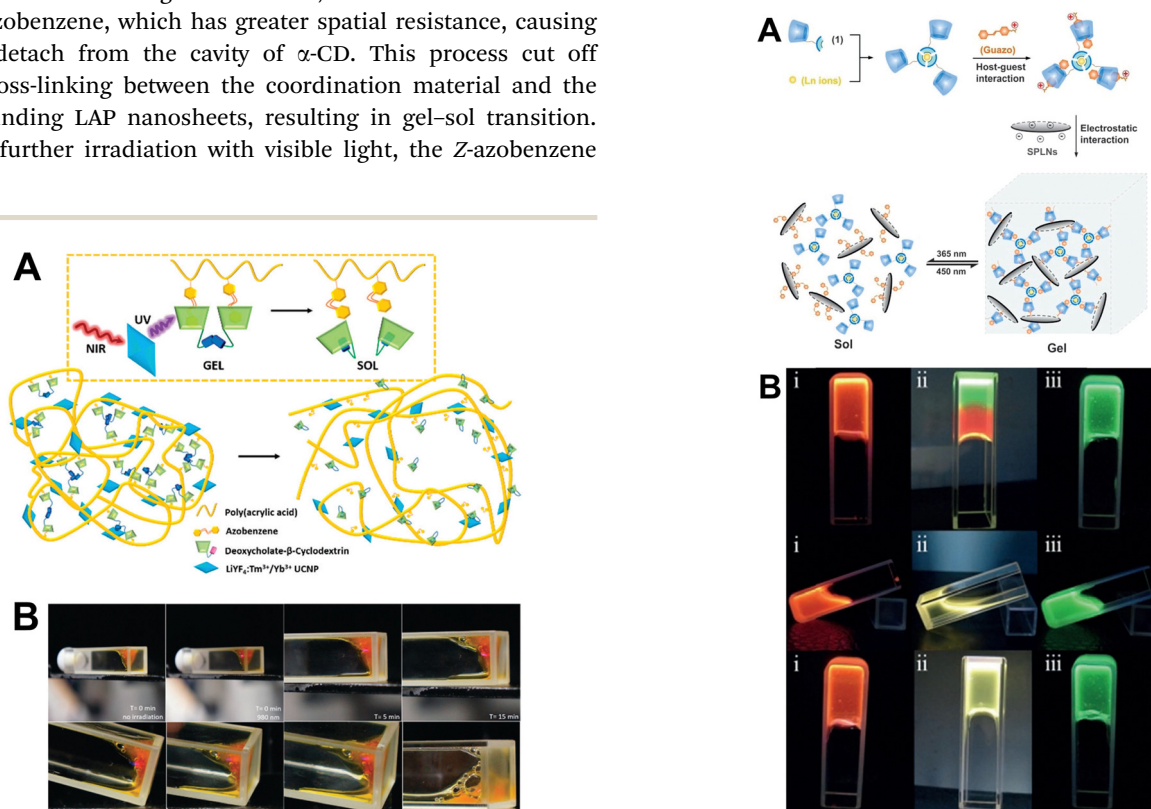 zobenzene, which has greater spatial resistance, causing
detach from the cavity of α-CD. This process cut off
oss-linking between the coordination material and the
nding LAP nanosheets, resulting in gel–sol transition.
further irradiation with visible light, the Z-azobenzene
A
UV
NIR
GEL
SOL
Poly(acrylic acid)
Azobenzene
Deoxycholate-β-Cyclodextrin
LiYF₄:Tm³⁺/Yb³⁺ UCNP
B
T= 0 min
no Irradiation
T= 0 min
980 nm
T= 5 min
T= 15 min
A
(1)
(Ln ions)
(Guazo)
Host-guest
interaction
SPLNs
Electrostatic
interaction
365 nm
450 nm
Sol
Gel
B
i
ii
iii
i
ii
iii
i
ii
iii